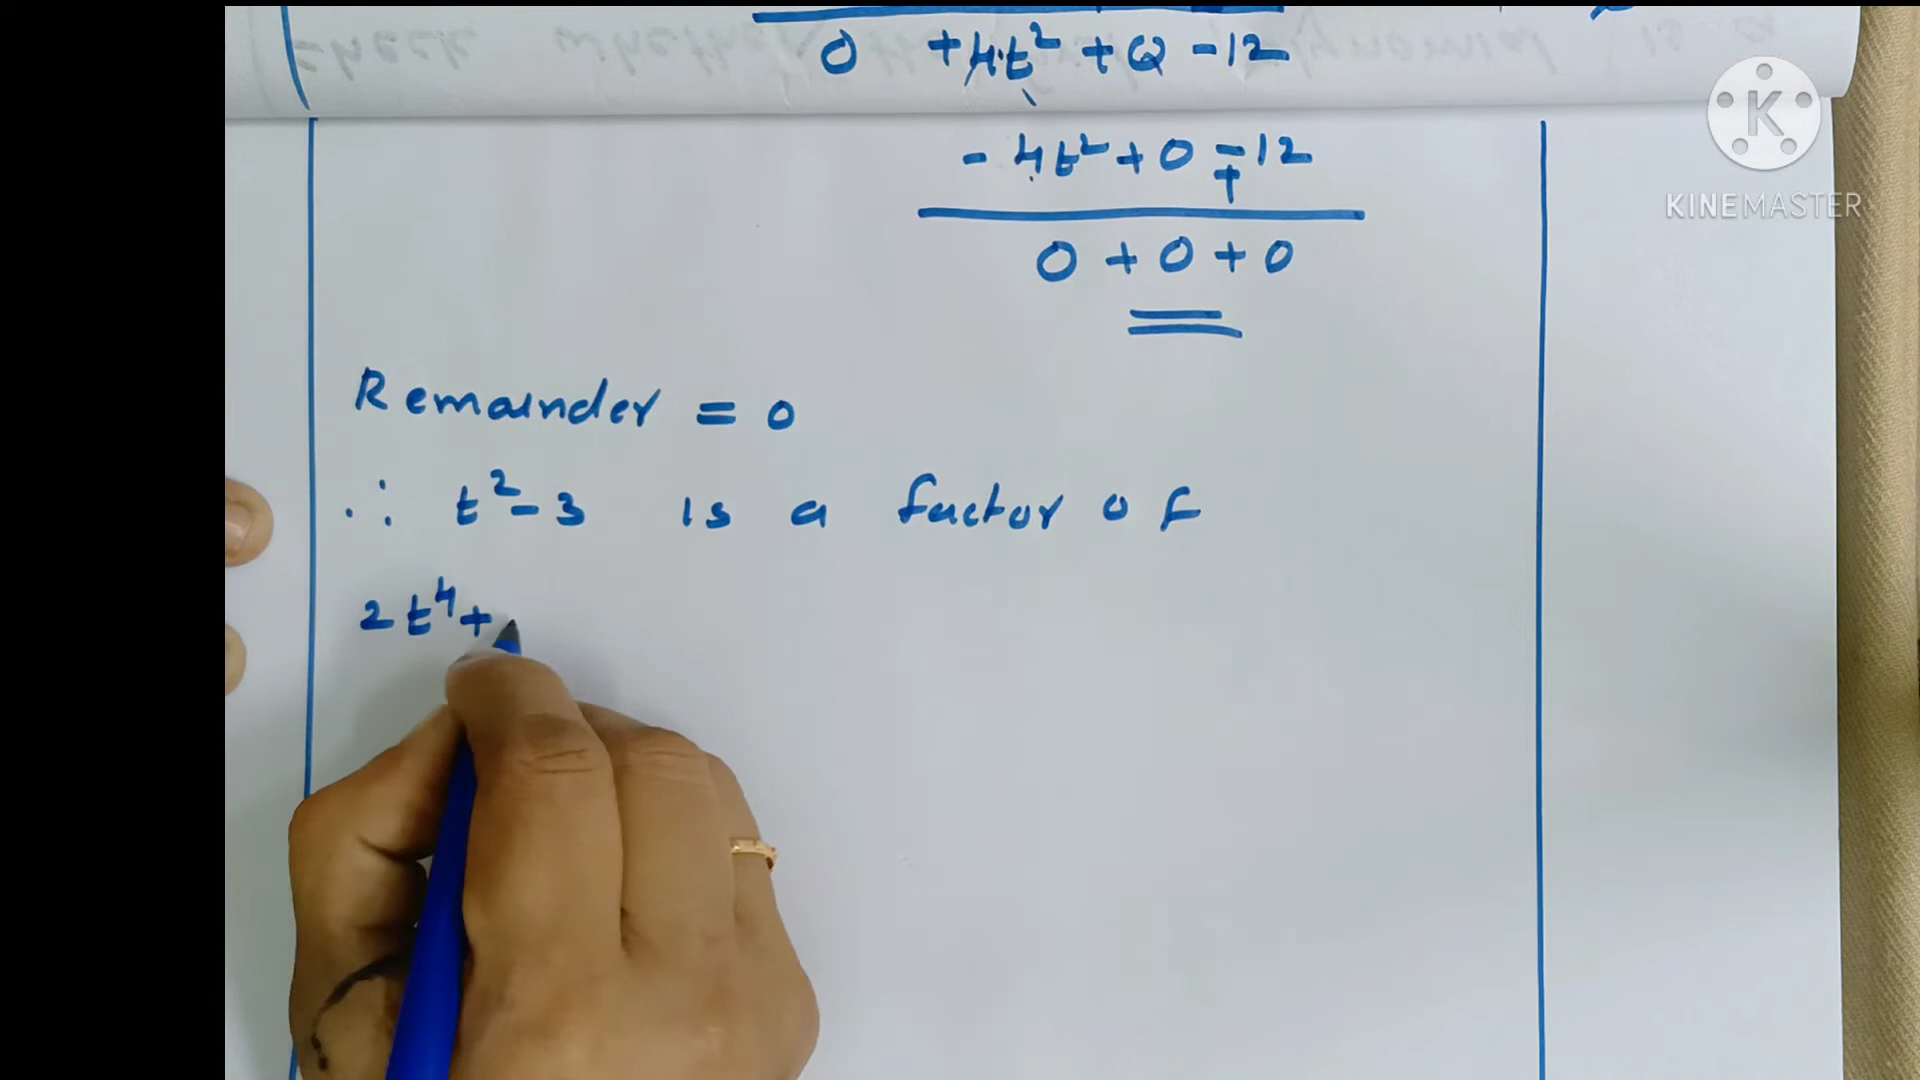 0 +4t² + 0 -12
- 4t² + 0 - 12
+
0 + 0 + 0
Remainder = 0
∴ t² - 3 is a factor of
2t⁴ +
K
KINEMASTER